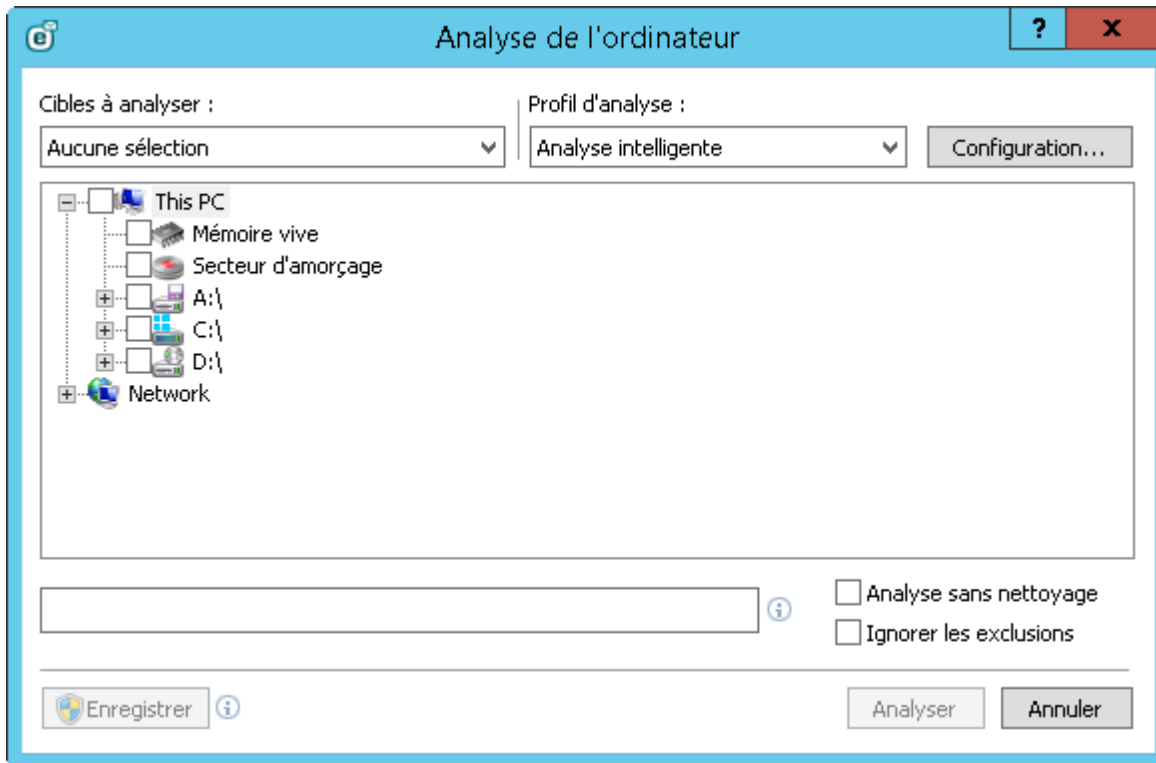 Analyse de l'ordinateur
?
x
Cibles à analyser :
Profil d'analyse :
Aucune sélection
Analyse intelligente
Configuration...
This PC
Mémoire vive
Secteur d'amorçage
A:\
C:\
D:\
Network
Analyse sans nettoyage
Ignorer les exclusions
Enregistrer
Analyser
Annuler